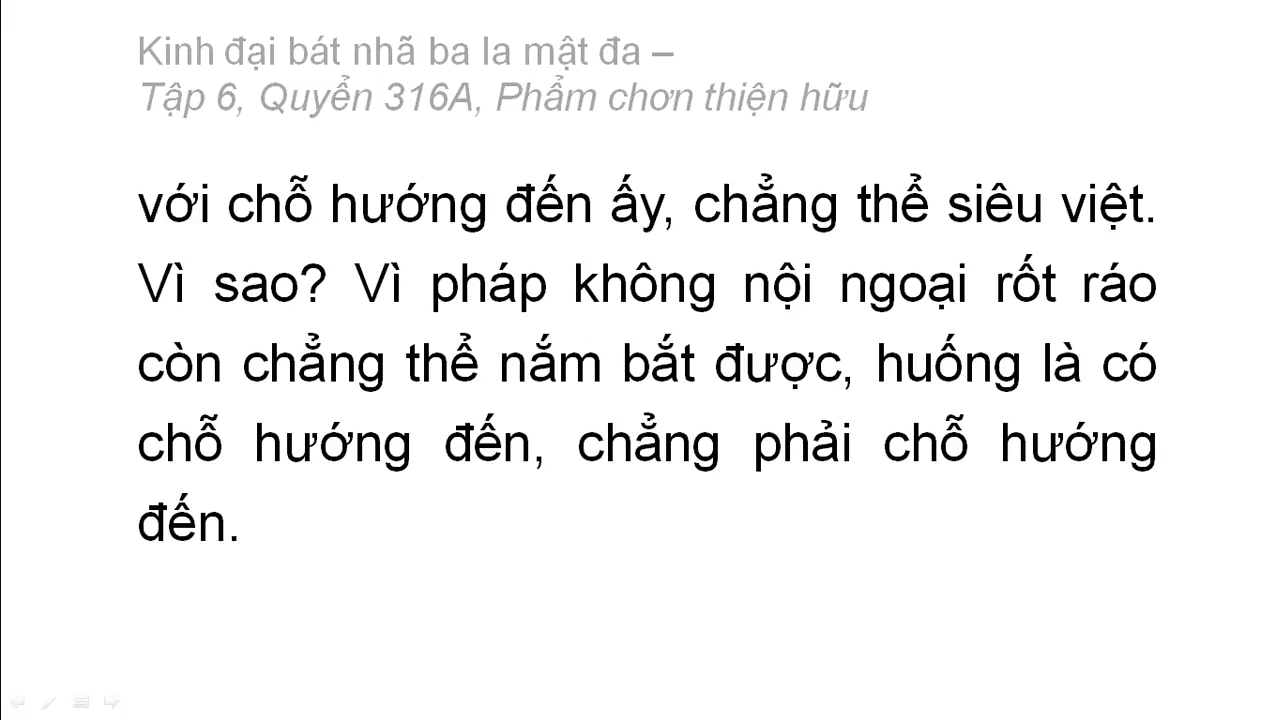 Kinh đại bát nhã ba la mật đa –
Tập 6, Quyển 316A, Phẩm chơn thiện hữu
với chỗ hướng đến ấy, chẳng thể siêu việt.
Vì sao? Vì pháp không nội ngoại rốt ráo
còn chẳng thể nắm bắt được, huống là có
chỗ hướng đến, chẳng phải chỗ hướng
đến.